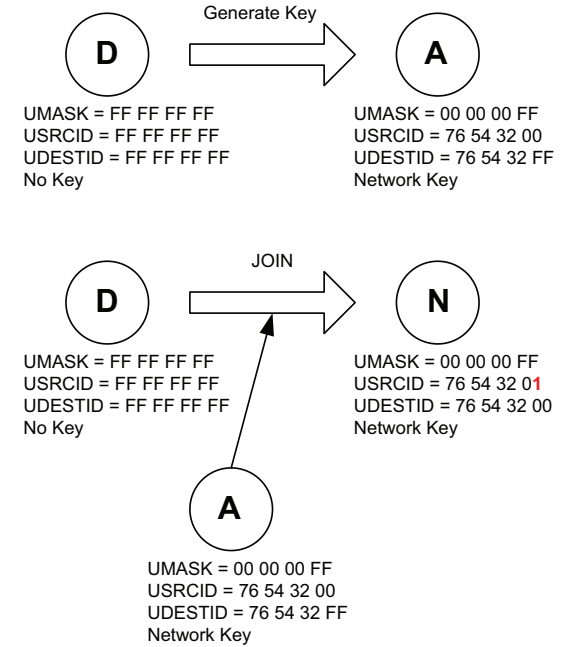 Generate Key
D
A
UMASK = FF FF FF FF
USRCID = FF FF FF FF
UDESTID = FF FF FF FF
No Key
UMASK = 00 00 00 FF
USRCID = 76 54 32 00
UDESTID = 76 54 32 FF
Network Key
JOIN
D
N
UMASK = FF FF FF FF
USRCID = FF FF FF FF
UDESTID = FF FF FF FF
No Key
UMASK = 00 00 00 FF
USRCID = 76 54 32 01
UDESTID = 76 54 32 00
Network Key
A
UMASK = 00 00 00 FF
USRCID = 76 54 32 00
UDESTID = 76 54 32 FF
Network Key